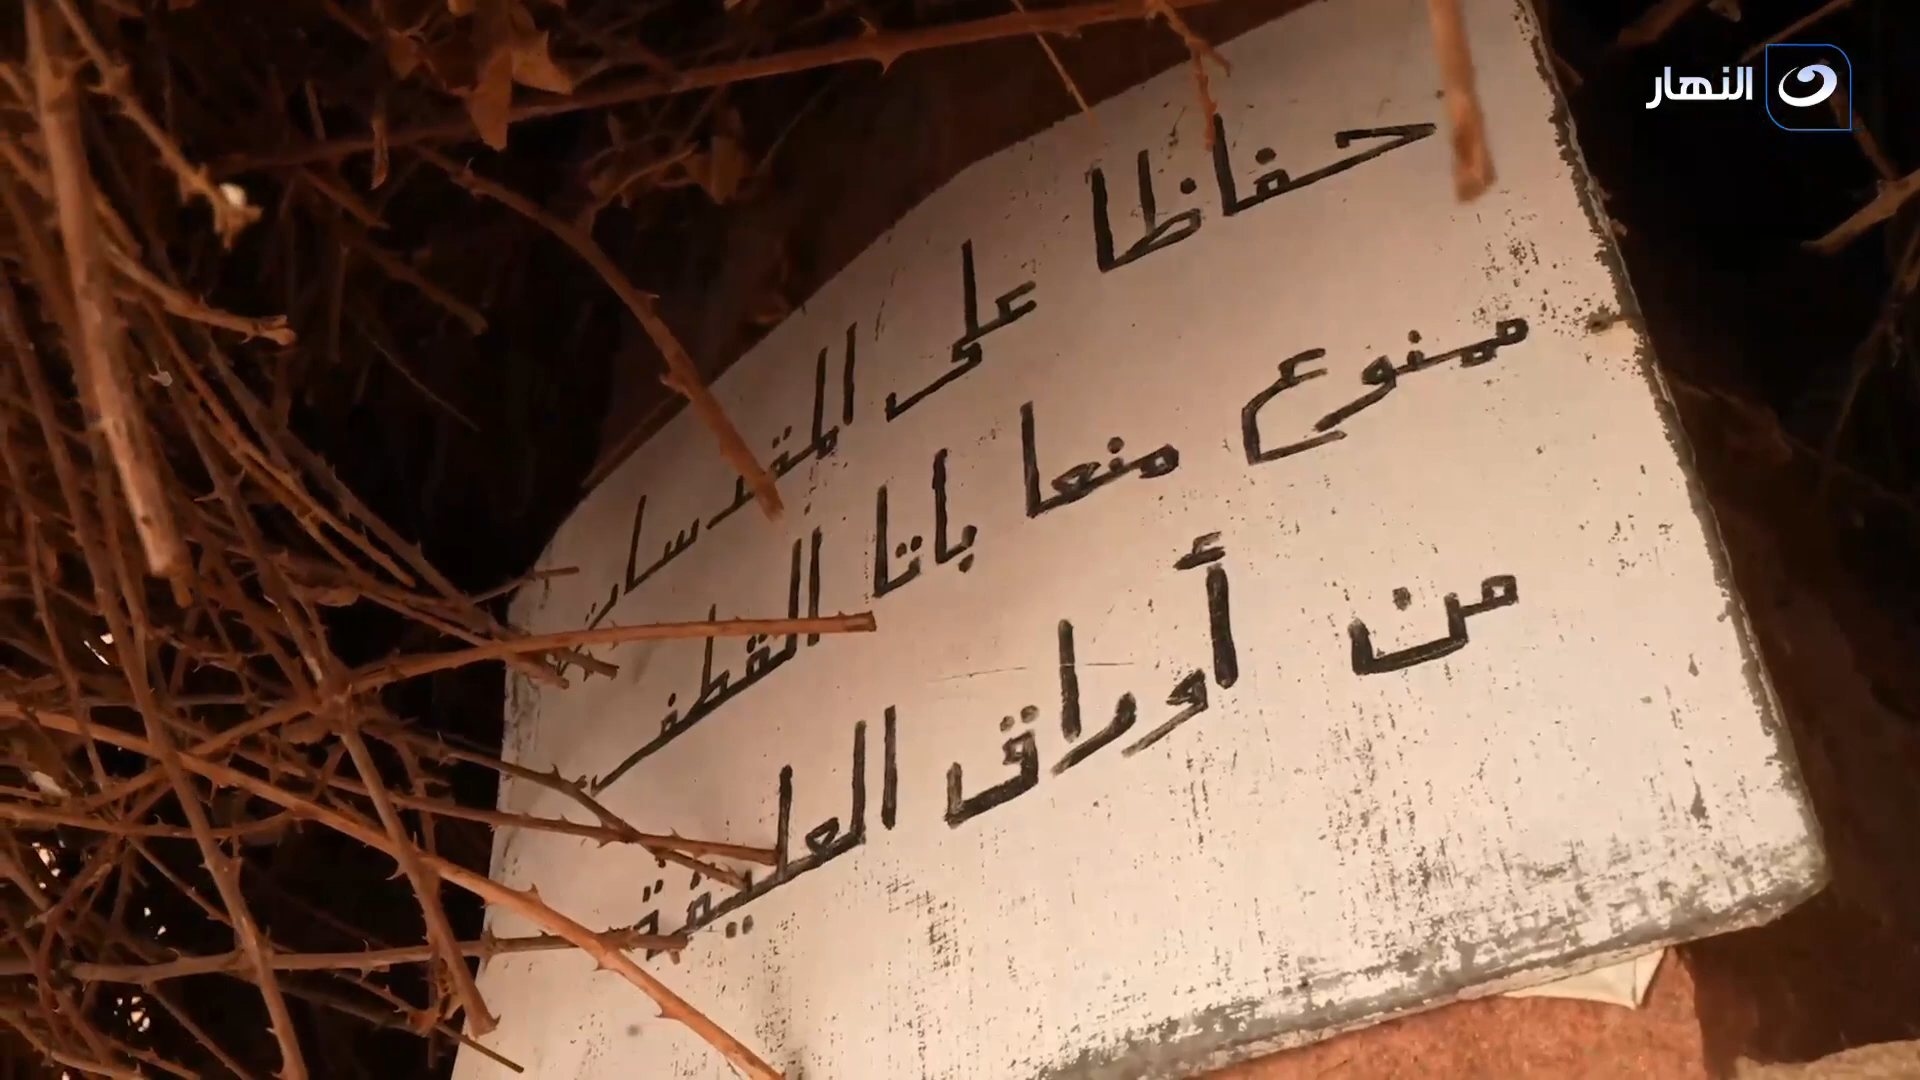 النهار
حفاظا على المقدسات
ممنوع منعا باتا القطف
من أوراق العليقة